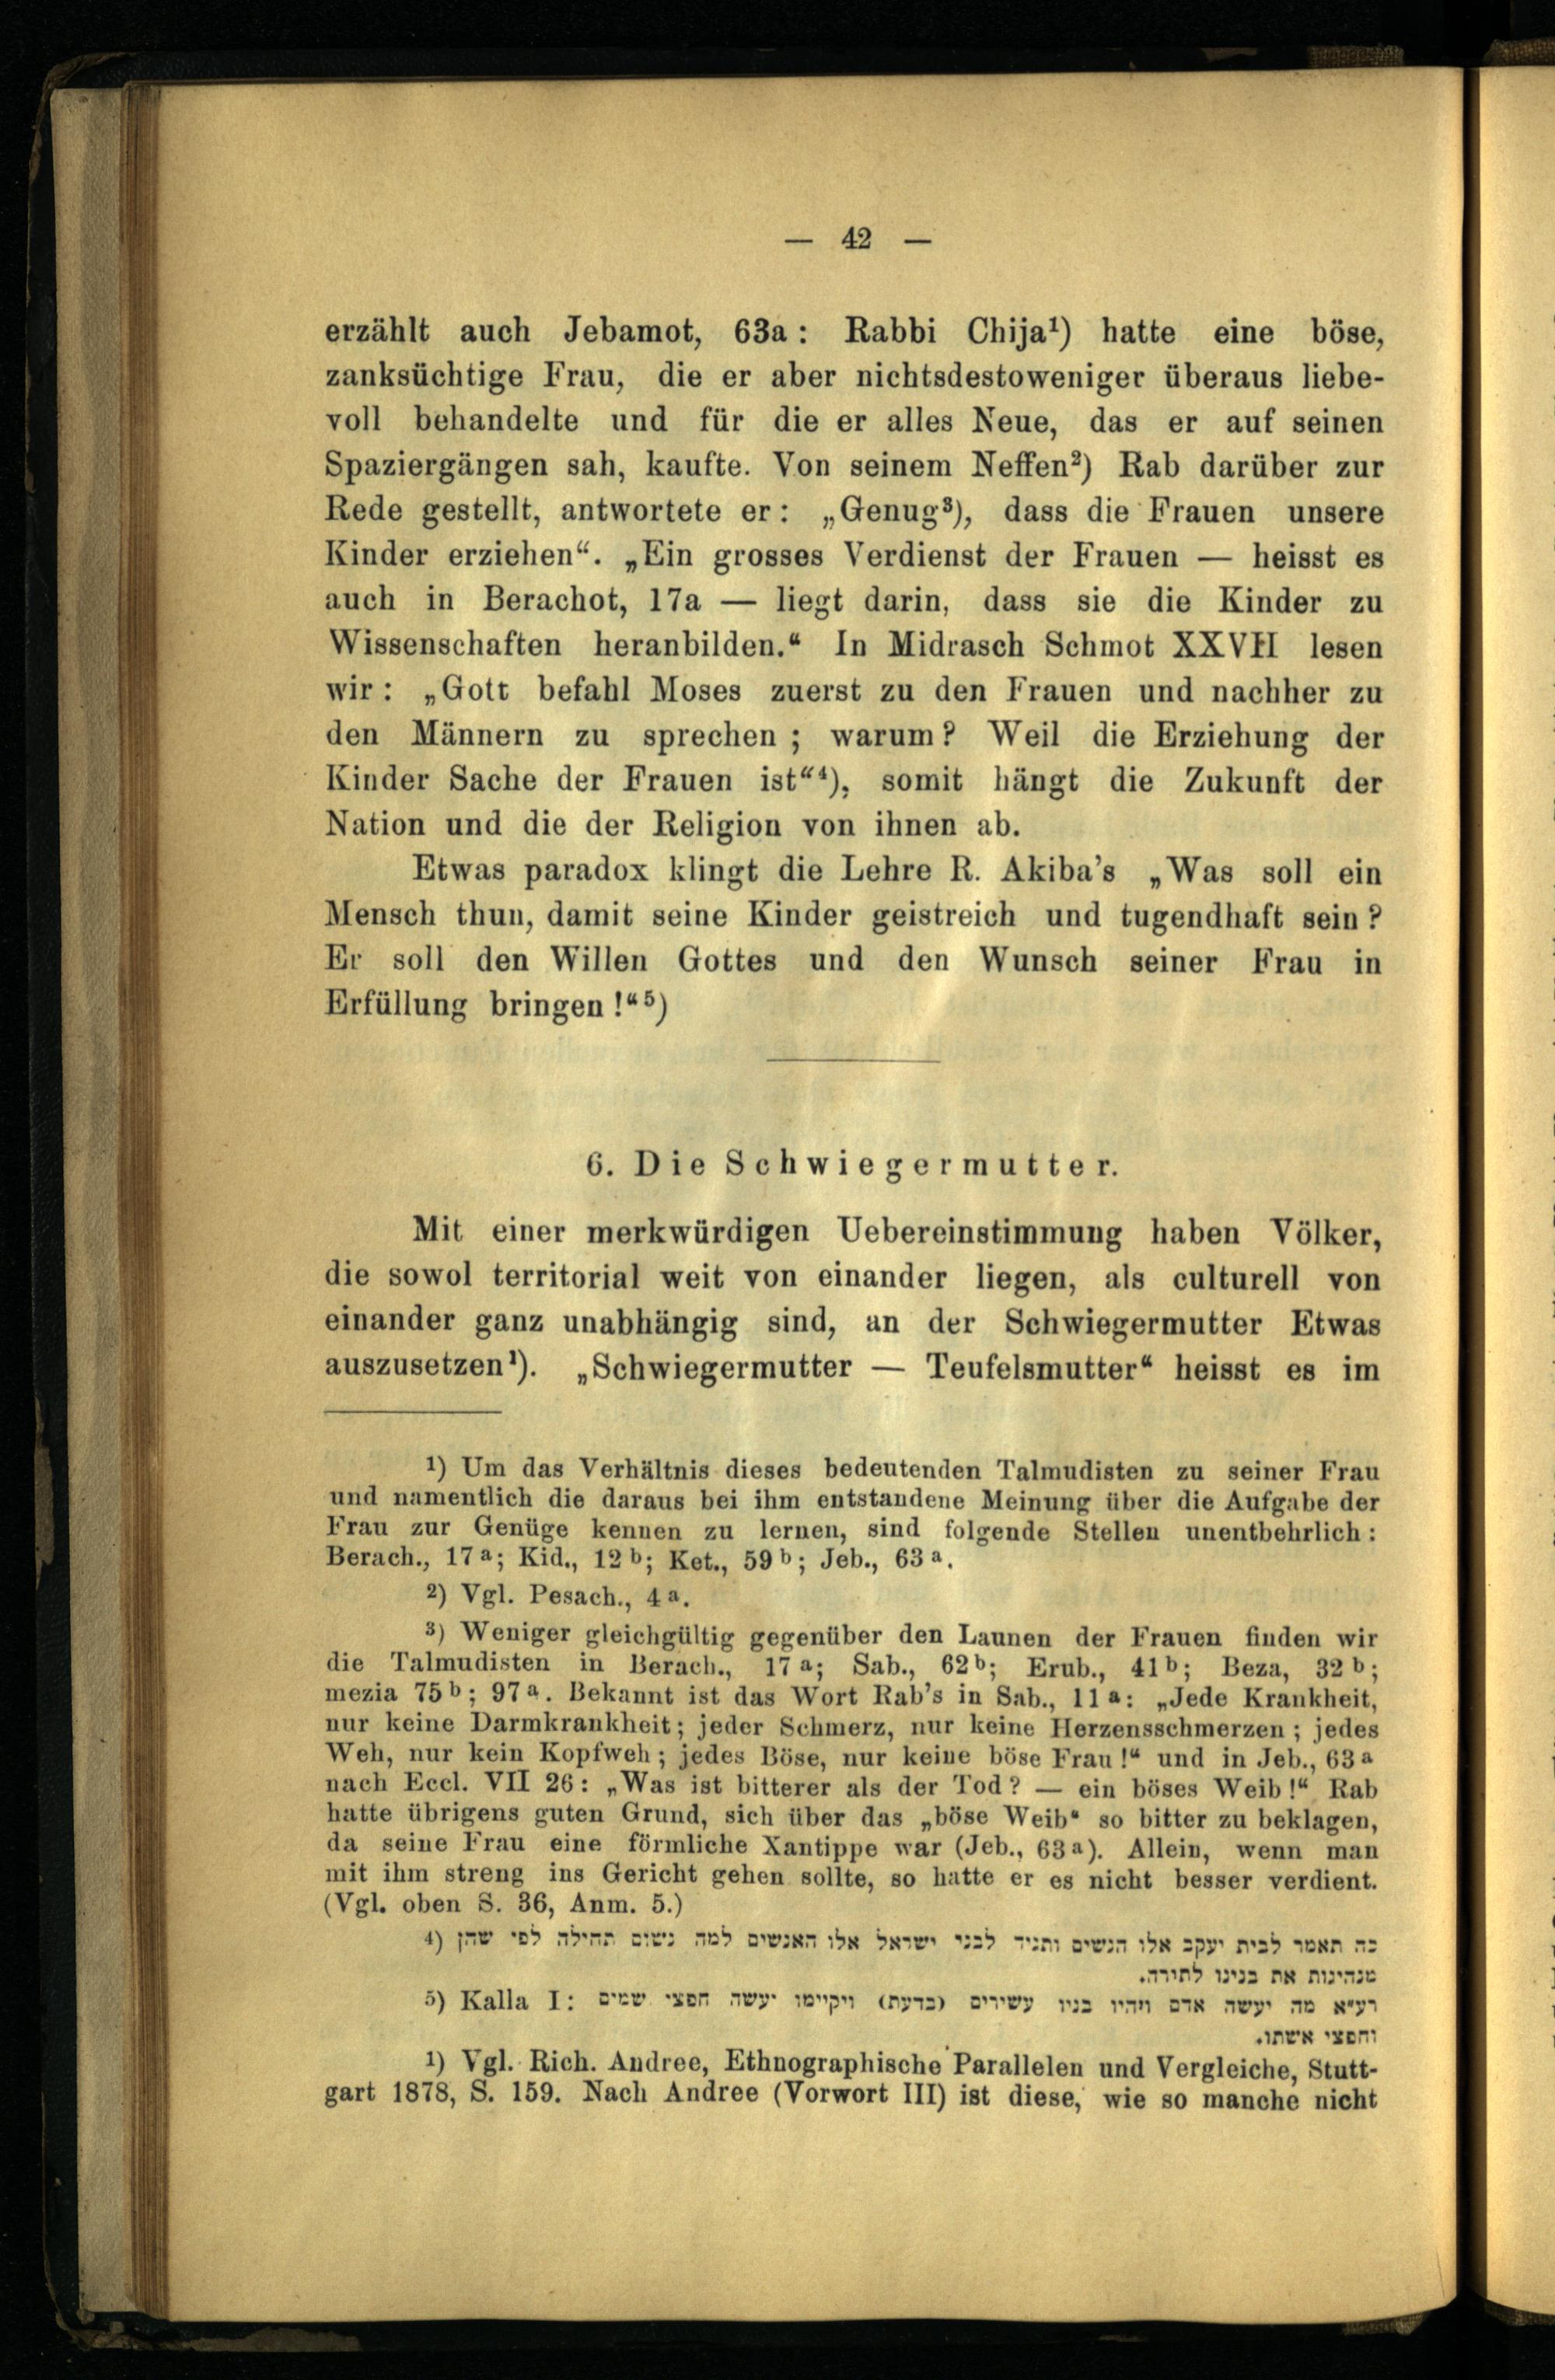 — 42 —
erzählt auch Jebamot, 63a : Rabbi Chija¹) hatte eine böse,
zanksüchtige Frau, die er aber nichtsdestoweniger überaus liebe-
voll behandelte und für die er alles Neue, das er auf seinen
Spaziergängen sah, kaufte. Von seinem Neffen²) Rab darüber zur
Rede gestellt, antwortete er : „Genug³), dass die Frauen unsere
Kinder erziehen“. „Ein grosses Verdienst der Frauen — heisst es
auch in Berachot, 17a — liegt darin, dass sie die Kinder zu
Wissenschaften heranbilden.“ In Midrasch Schmot XXVII lesen
wir : „Gott befahl Moses zuerst zu den Frauen und nachher zu
den Männern zu sprechen ; warum? Weil die Erziehung der
Kinder Sache der Frauen ist“⁴), somit hängt die Zukunft der
Nation und die der Religion von ihnen ab.
Etwas paradox klingt die Lehre R. Akiba's „Was soll ein
Mensch thun, damit seine Kinder geistreich und tugendhaft sein ?
Er soll den Willen Gottes und den Wunsch seiner Frau in
Erfüllung bringen !“⁵)
6. Die Schwiegermutter.
Mit einer merkwürdigen Uebereinstimmung haben Völker,
die sowol territorial weit von einander liegen, als culturell von
einander ganz unabhängig sind, an der Schwiegermutter Etwas
auszusetzen¹). „Schwiegermutter — Teufelsmutter“ heisst es im
¹) Um das Verhältnis dieses bedeutenden Talmudisten zu seiner Frau
und namentlich die daraus bei ihm entstandene Meinung über die Aufgabe der
Frau zur Genüge kennen zu lernen, sind folgende Stellen unentbehrlich :
Berach., 17 a; Kid., 12 b; Ket., 59 b; Jeb., 63 a.
²) Vgl. Pesach., 4 a.
³) Weniger gleichgültig gegenüber den Launen der Frauen finden wir
die Talmudisten in Berach., 17 a; Sab., 62 b; Erub., 41 b; Beza, 32 b;
mezia 75 b ; 97 a. Bekannt ist das Wort Rab's in Sab., 11 a: „Jede Krankheit,
nur keine Darmkrankheit ; jeder Schmerz, nur keine Herzensschmerzen ; jedes
Weh, nur kein Kopfweh ; jedes Böse, nur keine böse Frau !“ und in Jeb., 63 a
nach Eccl. VII 26 : „Was ist bitterer als der Tod ? — ein böses Weib !“ Rab
hatte übrigens guten Grund, sich über das „böse Weib“ so bitter zu beklagen,
da seine Frau eine förmliche Xantippe war (Jeb., 63 a). Allein, wenn man
mit ihm streng ins Gericht gehen sollte, so hatte er es nicht besser verdient.
(Vgl. oben S. 36, Anm. 5.)
⁴) כה תאמר לבית יעקב אלו הנשים ותגיד לבני ישראל אלו האנשים למה נשים תחילה לפי שהן
מנהיגות את בנינו לתורה.
⁵) Kalla I : רע״א מה יעשה אדם ויהיו בניו עשירים (בדעת) ויקיימו יעשה חפצי שמים
וחפצי אשתו.
¹) Vgl. Rich. Andree, Ethnographische Parallelen und Vergleiche, Stutt-
gart 1878, S. 159. Nach Andree (Vorwort III) ist diese, wie so manche nicht